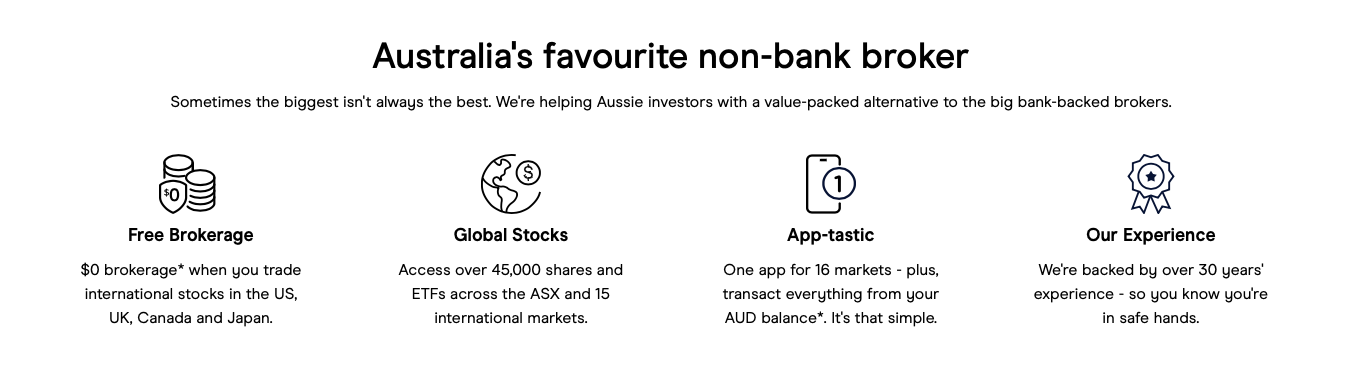 Australia's favourite non-bank broker
Sometimes the biggest isn't always the best. We're helping Aussie investors with a value-packed alternative to the big bank-backed brokers.
$0
Free Brokerage
$0 brokerage* when you trade
international stocks in the US,
UK, Canada and Japan.
$
Global Stocks
Access over 45,000 shares and
ETFs across the ASX and 15
international markets.
1
App-tastic
One app for 16 markets - plus,
transact everything from your
AUD balance*. It's that simple.
Our Experience
We're backed by over 30 years'
experience - so you know you're
in safe hands.